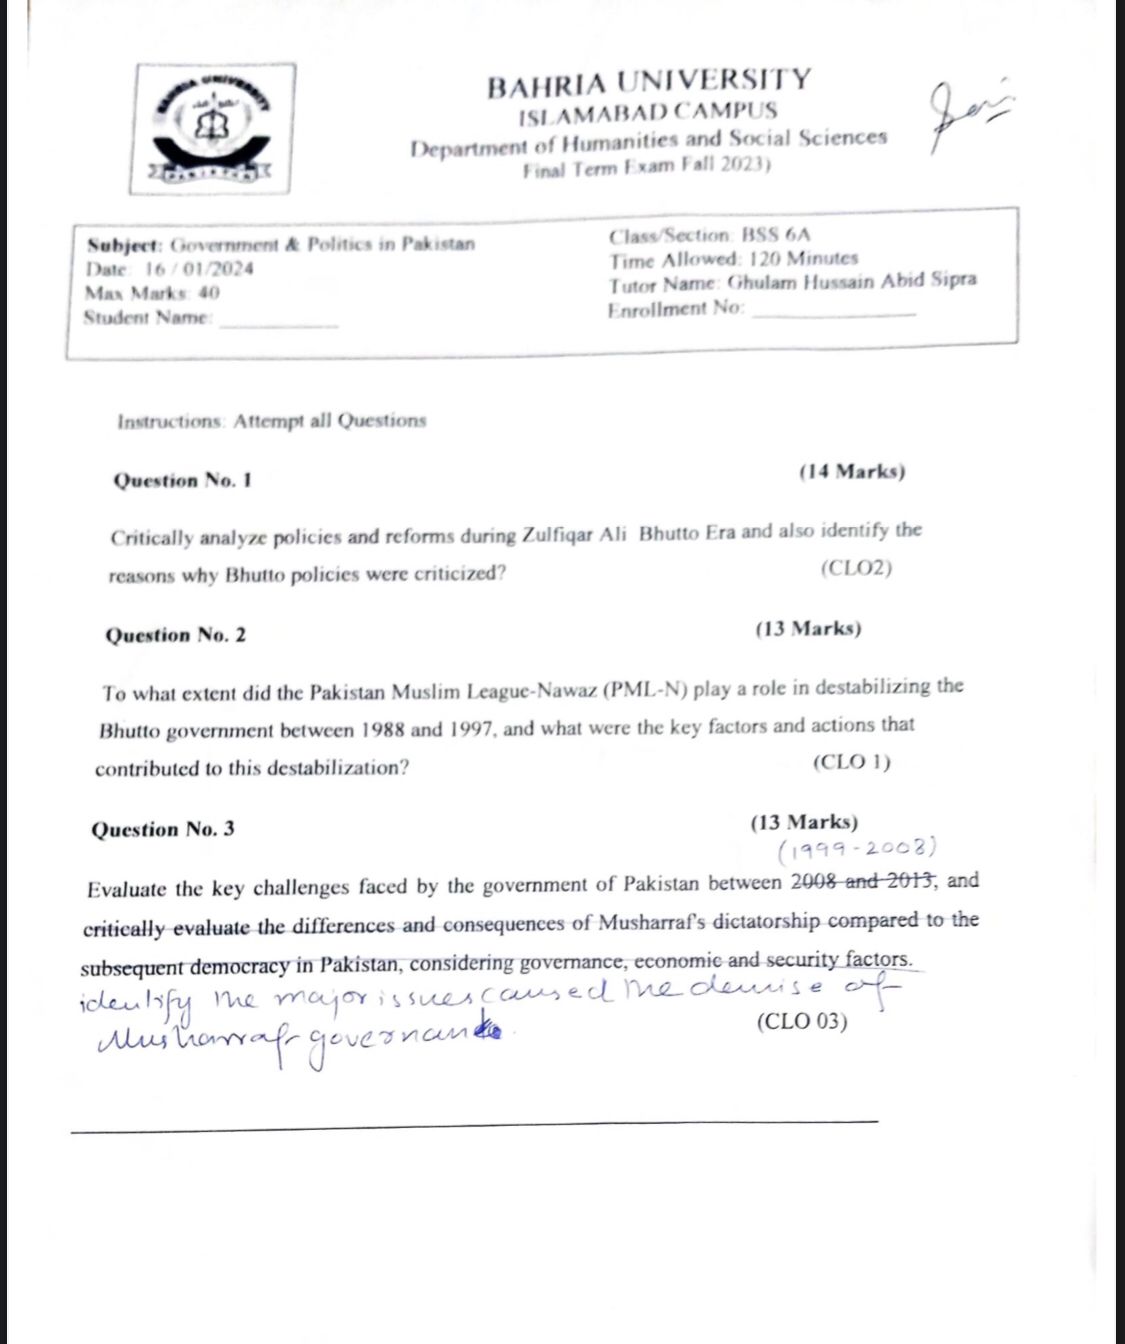 BAHRIA UNIVERSITY
PAKISTAN
BAHRIA UNIVERSITY
ISLAMABAD CAMPUS
Department of Humanities and Social Sciences
Final Term Exam Fall 2023)
Subject: Government & Politics in Pakistan
Date: 16 / 01/2024
Max Marks: 40
Student Name: ____________
Class/Section: BSS 6A
Time Allowed: 120 Minutes
Tutor Name: Ghulam Hussain Abid Sipra
Enrollment No: ________________
Instructions: Attempt all Questions
Question No. 1 (14 Marks)
Critically analyze policies and reforms during Zulfiqar Ali Bhutto Era and also identify the
reasons why Bhutto policies were criticized? (CLO2)
Question No. 2 (13 Marks)
To what extent did the Pakistan Muslim League-Nawaz (PML-N) play a role in destabilizing the
Bhutto government between 1988 and 1997, and what were the key factors and actions that
contributed to this destabilization? (CLO 1)
Question No. 3 (13 Marks)
(1999-2008)
Evaluate the key challenges faced by the government of Pakistan between 2008 and 2013, and
critically evaluate the differences and consequences of Musharraf's dictatorship compared to the
subsequent democracy in Pakistan, considering governance, economic and security factors.
identify the major issues caused the demise of
Musharraf (CLO 03)